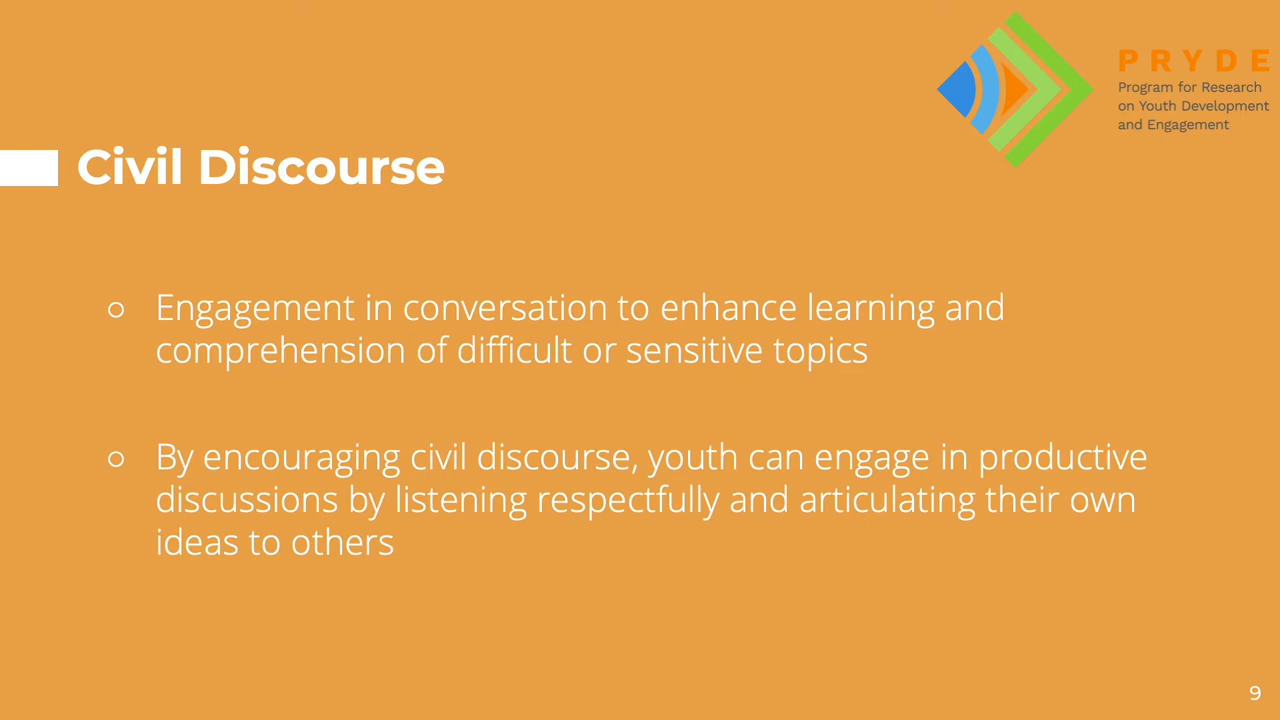 PRYDE
Program for Research
on Youth Development
and Engagement
Civil Discourse
○ Engagement in conversation to enhance learning and
comprehension of difficult or sensitive topics
○ By encouraging civil discourse, youth can engage in productive
discussions by listening respectfully and articulating their own
ideas to others
9